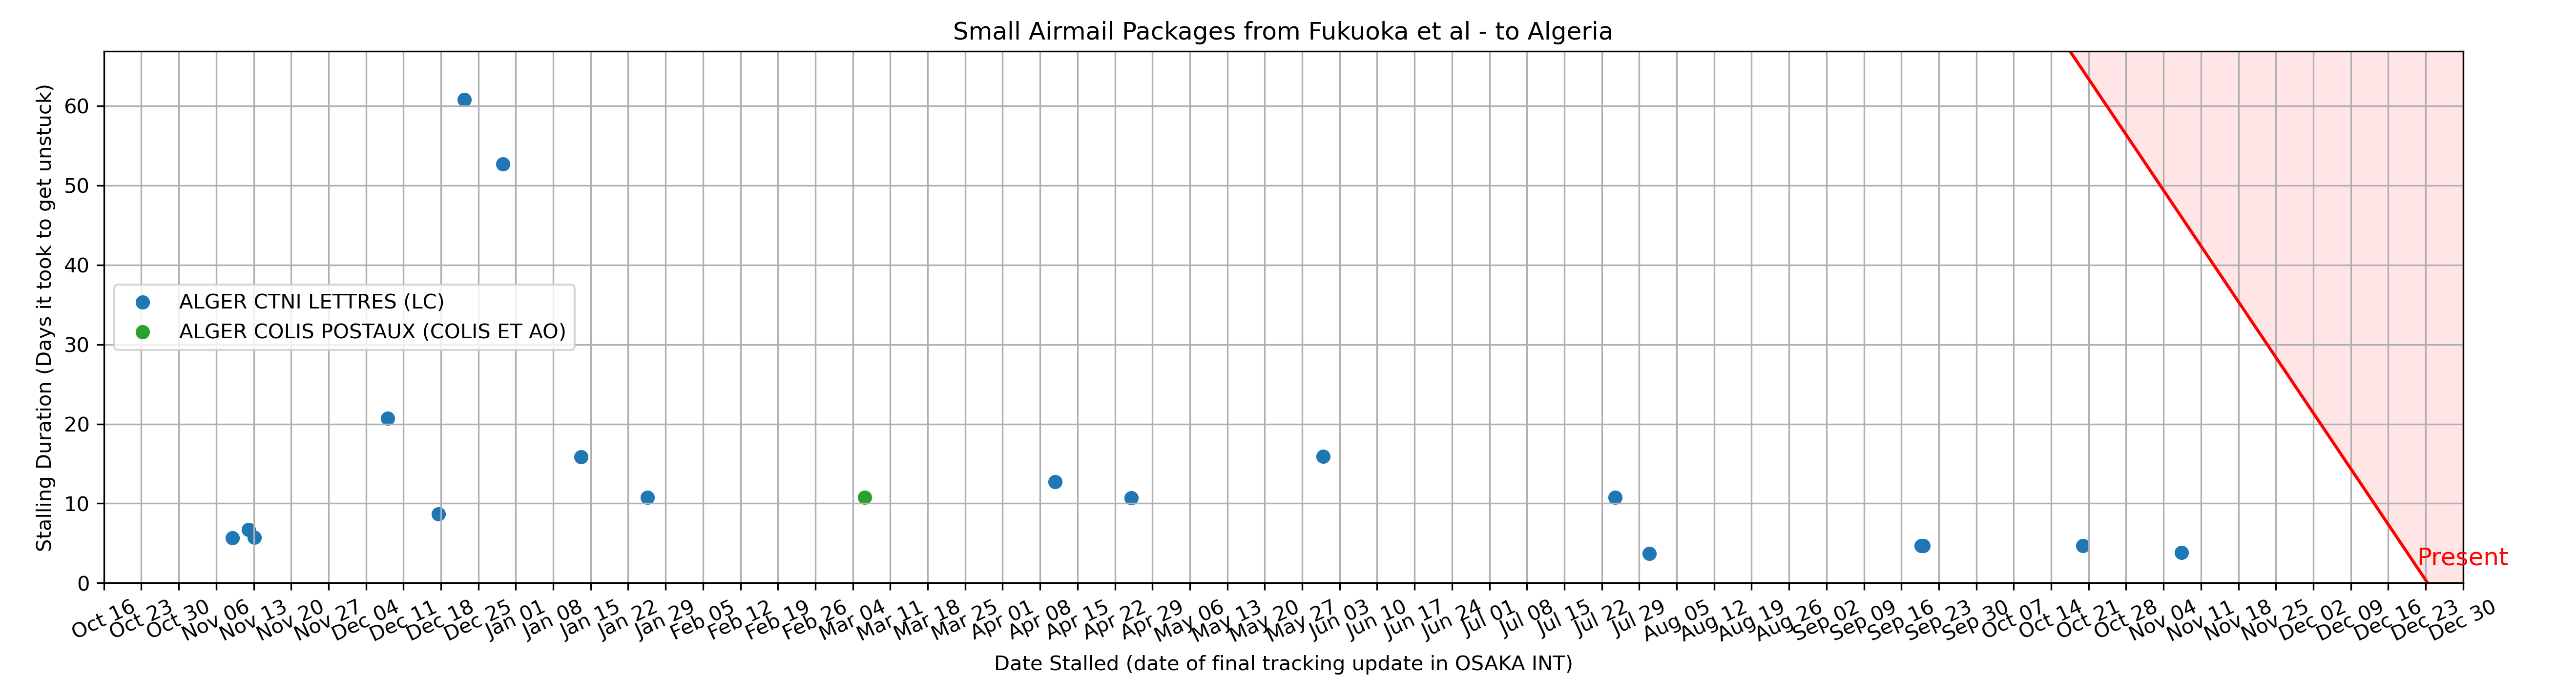 Small Airmail Packages from Fukuoka et al - to Algeria
Stalling Duration (Days it took to get unstuck)
60
50
40
30
20
10
0
ALGER CTNI LETTRES (LC)
ALGER COLIS POSTAUX (COLIS ET AO)
Present
Oct 16
Oct 23
Oct 30
Nov 06
Nov 13
Nov 20
Nov 27
Dec 04
Dec 11
Dec 18
Dec 25
Jan 01
Jan 08
Jan 15
Jan 22
Jan 29
Feb 05
Feb 12
Feb 19
Feb 26
Mar 04
Mar 11
Mar 18
Mar 25
Apr 01
Apr 08
Apr 15
Apr 22
Apr 29
May 06
May 13
May 20
May 27
Jun 03
Jun 10
Jun 17
Jun 24
Jul 01
Jul 08
Jul 15
Jul 22
Jul 29
Aug 05
Aug 12
Aug 19
Aug 26
Sep 02
Sep 09
Sep 16
Sep 23
Sep 30
Oct 07
Oct 14
Oct 21
Oct 28
Nov 04
Nov 11
Nov 18
Nov 25
Dec 02
Dec 09
Dec 16
Dec 23
Dec 30
Date Stalled (date of final tracking update in OSAKA INT)